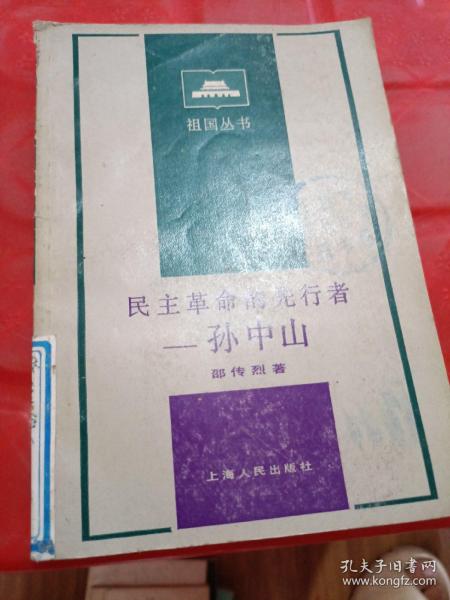 祖国丛书
民主革命的先行者
—孙中山
邵传烈著
上海人民出版社
孔夫子旧书网
www.kongfz.com